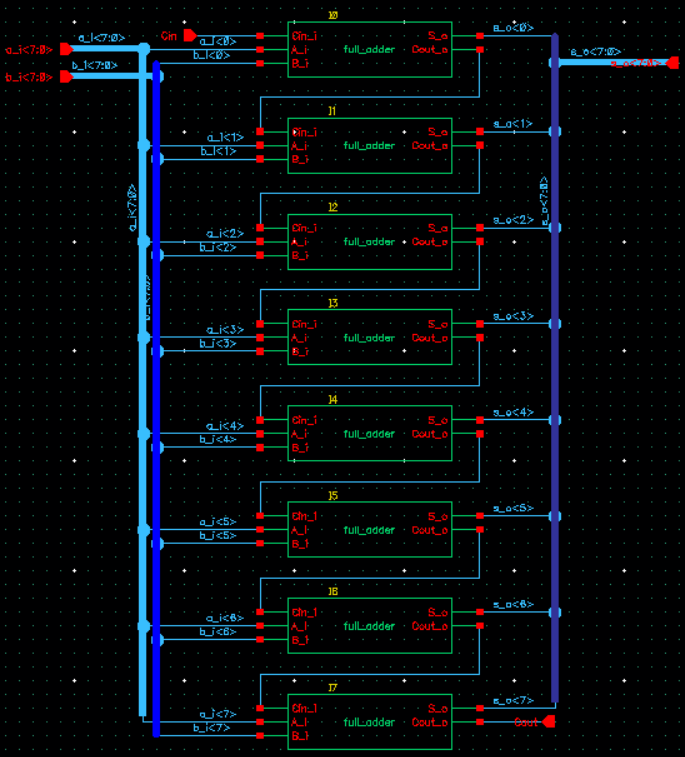 I0
Cin
a_i<7:0>
a_i<7:0>
a_i<0>
Cin_i
S_o
s_o<0>
b_i<7:0>
b_i<7:0>
b_i<0>
A_i
full_adder
Cout_o
B_i
s_o<7:0>
s_o<7:0>
I1
Cin_i
S_o
s_o<1>
a_i<1>
A_i
full_adder
Cout_o
b_i<1>
B_i
a_i<7:0>
s_o<7:0>
I2
Cin_i
S_o
s_o<2>
a_i<2>
A_i
full_adder
Cout_o
b_i<2>
B_i
b_i<7:0>
I3
Cin_i
S_o
s_o<3>
a_i<3>
A_i
full_adder
Cout_o
b_i<3>
B_i
I4
Cin_i
S_o
s_o<4>
a_i<4>
A_i
full_adder
Cout_o
b_i<4>
B_i
I5
Cin_i
S_o
s_o<5>
a_i<5>
A_i
full_adder
Cout_o
b_i<5>
B_i
I6
Cin_i
S_o
s_o<6>
a_i<6>
A_i
full_adder
Cout_o
b_i<6>
B_i
I7
Cin_i
S_o
s_o<7>
a_i<7>
A_i
full_adder
Cout_o
Cout
b_i<7>
B_i